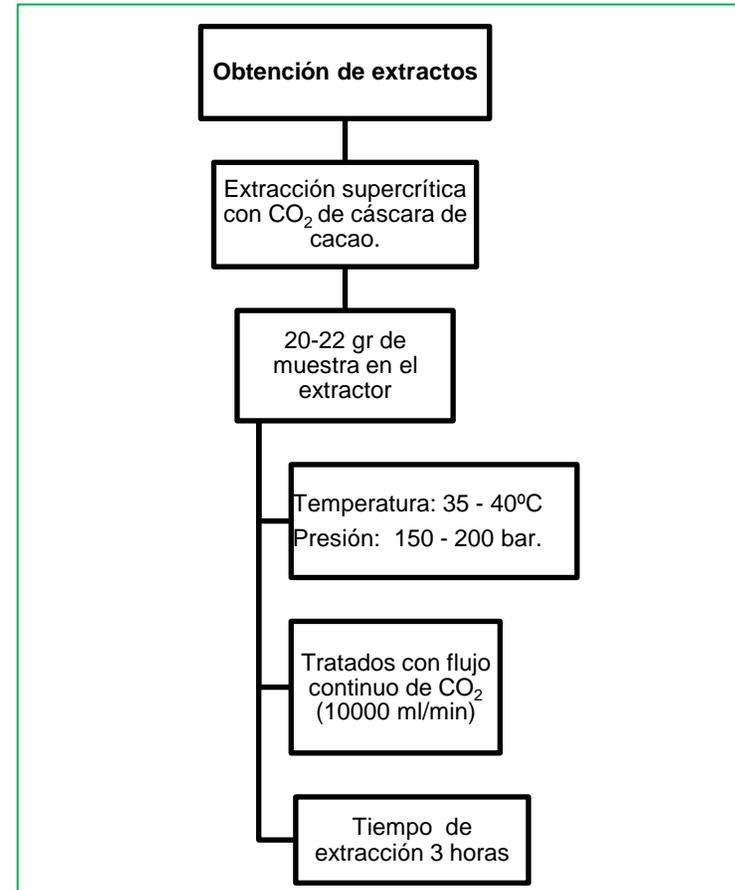 Obtención de extractos
Extracción supercrítica
con CO₂ de cáscara de
cacao.
20-22 gr de
muestra en el
extractor
Temperatura: 35 - 40ºC
Presión: 150 - 200 bar.
Tratados con flujo
continuo de CO₂
(10000 ml/min)
Tiempo de
extracción 3 horas